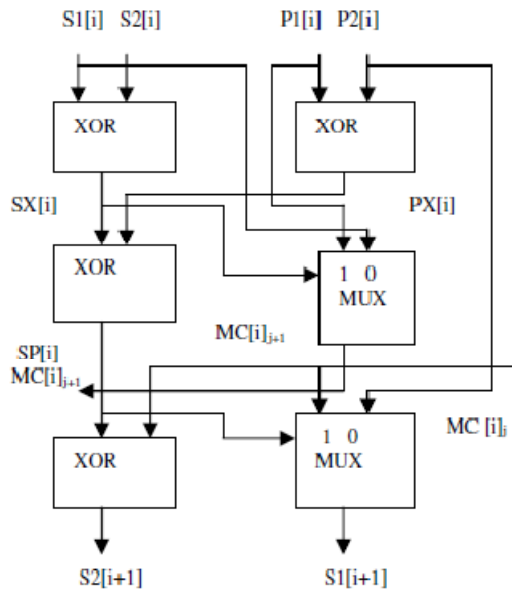 S1[i] S2[i] P1[i] P2[i]
XOR XOR
SX[i] PX[i]
XOR 1 0
MUX
MC[i]j+1
SP[i]
MC[i]j+1
MC [i]j
XOR 1 0
MUX
S2[i+1] S1[i+1]